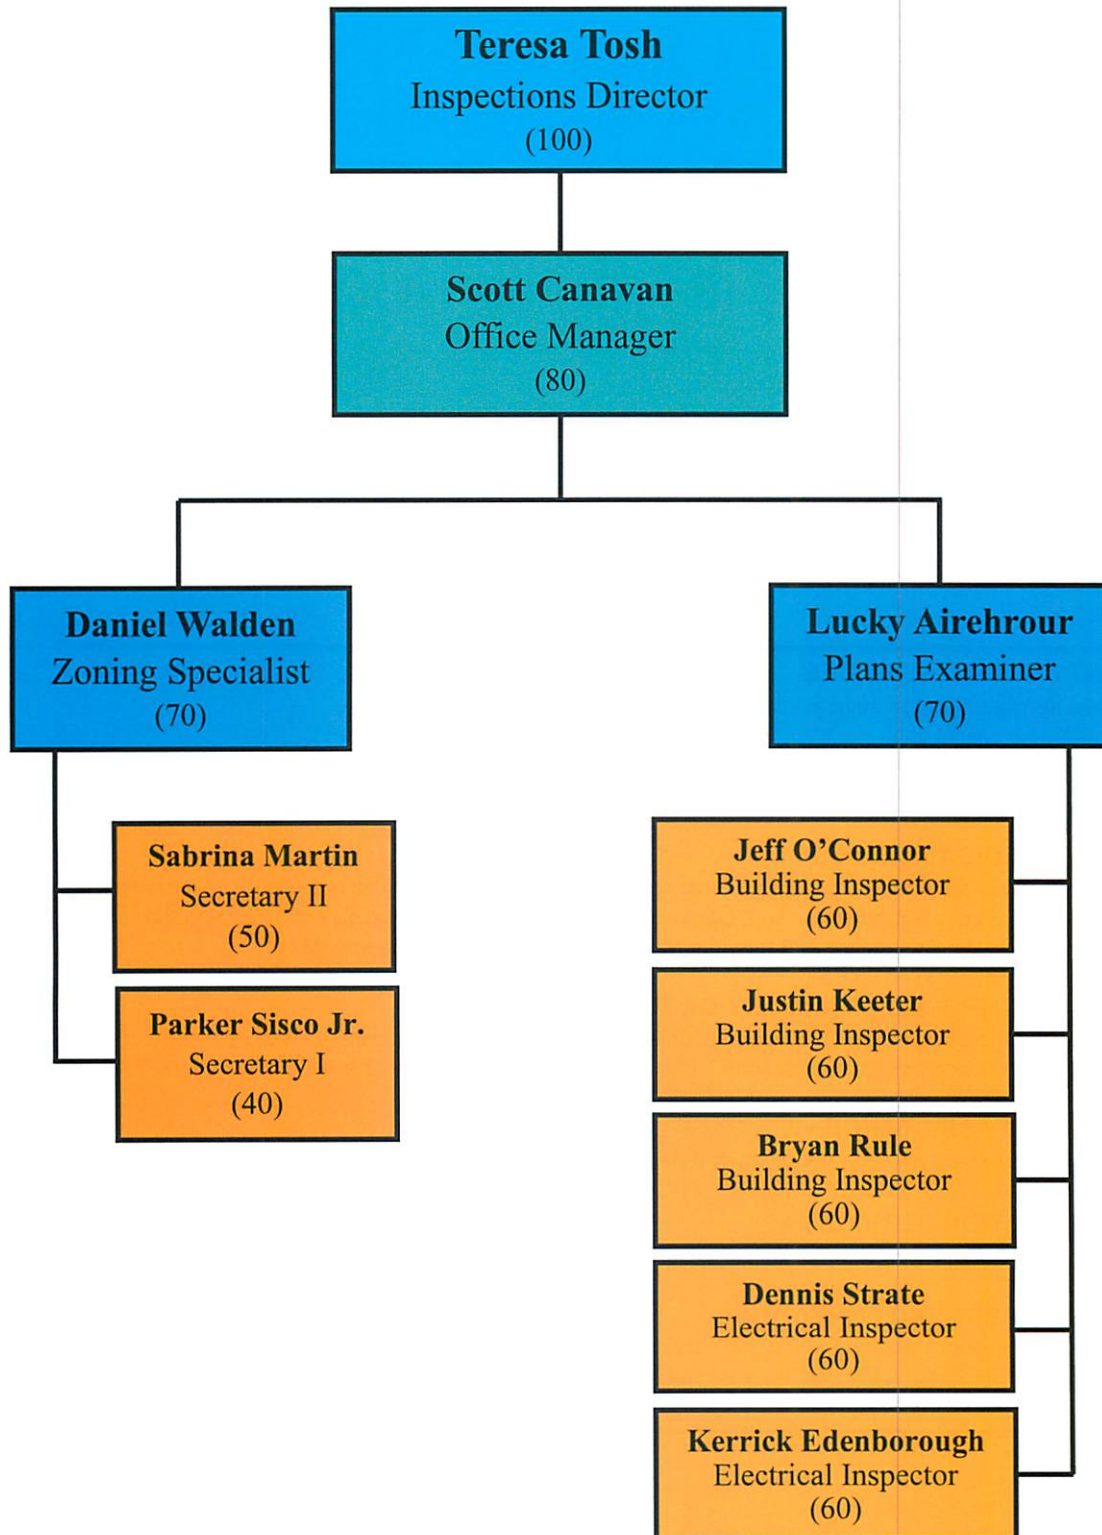 Teresa Tosh
Inspections Director
(100)
Scott Canavan
Office Manager
(80)
Daniel Walden
Zoning Specialist
(70)
Lucky Airehrour
Plans Examiner
(70)
Sabrina Martin
Secretary II
(50)
Parker Sisco Jr.
Secretary I
(40)
Jeff O’Connor
Building Inspector
(60)
Justin Keeter
Building Inspector
(60)
Bryan Rule
Building Inspector
(60)
Dennis Strate
Electrical Inspector
(60)
Kerrick Edenborough
Electrical Inspector
(60)